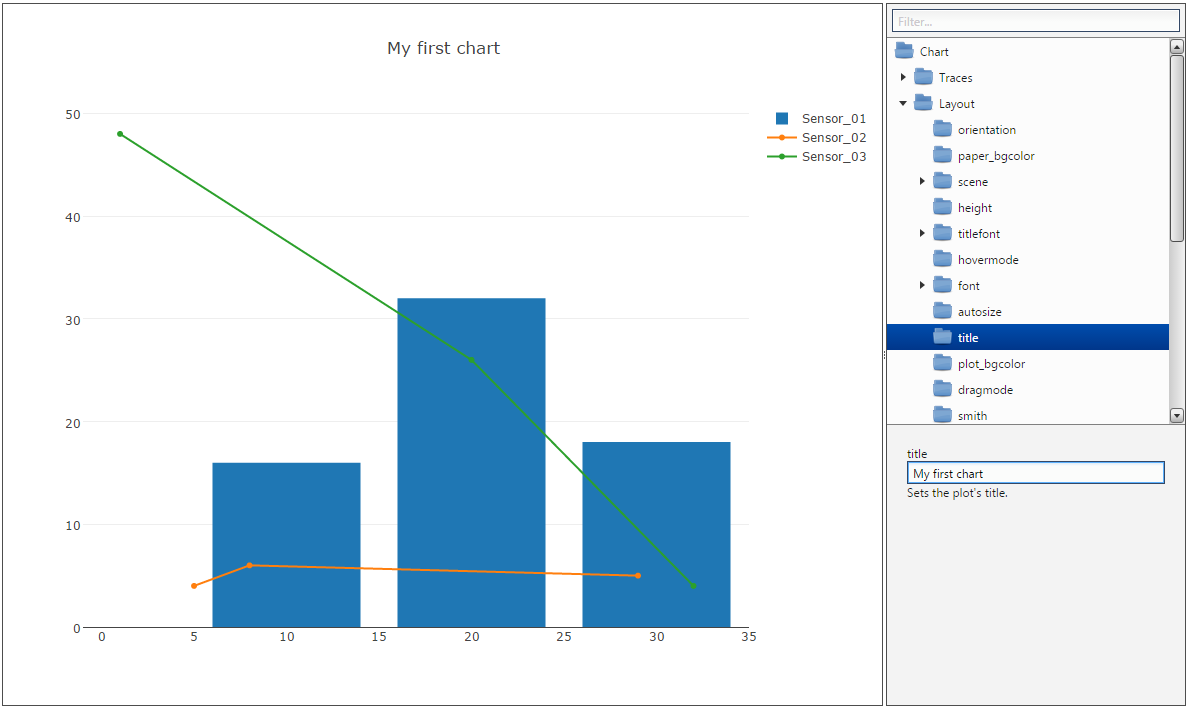 My first chart
50
40
30
20
10
0
0 5 10 15 20 25 30 35
Sensor_01
Sensor_02
Sensor_03
Filter...
Chart
Traces
Layout
orientation
paper_bgcolor
scene
height
titlefont
hovermode
font
autosize
title
plot_bgcolor
dragmode
smith
title
My first chart
Sets the plot's title.